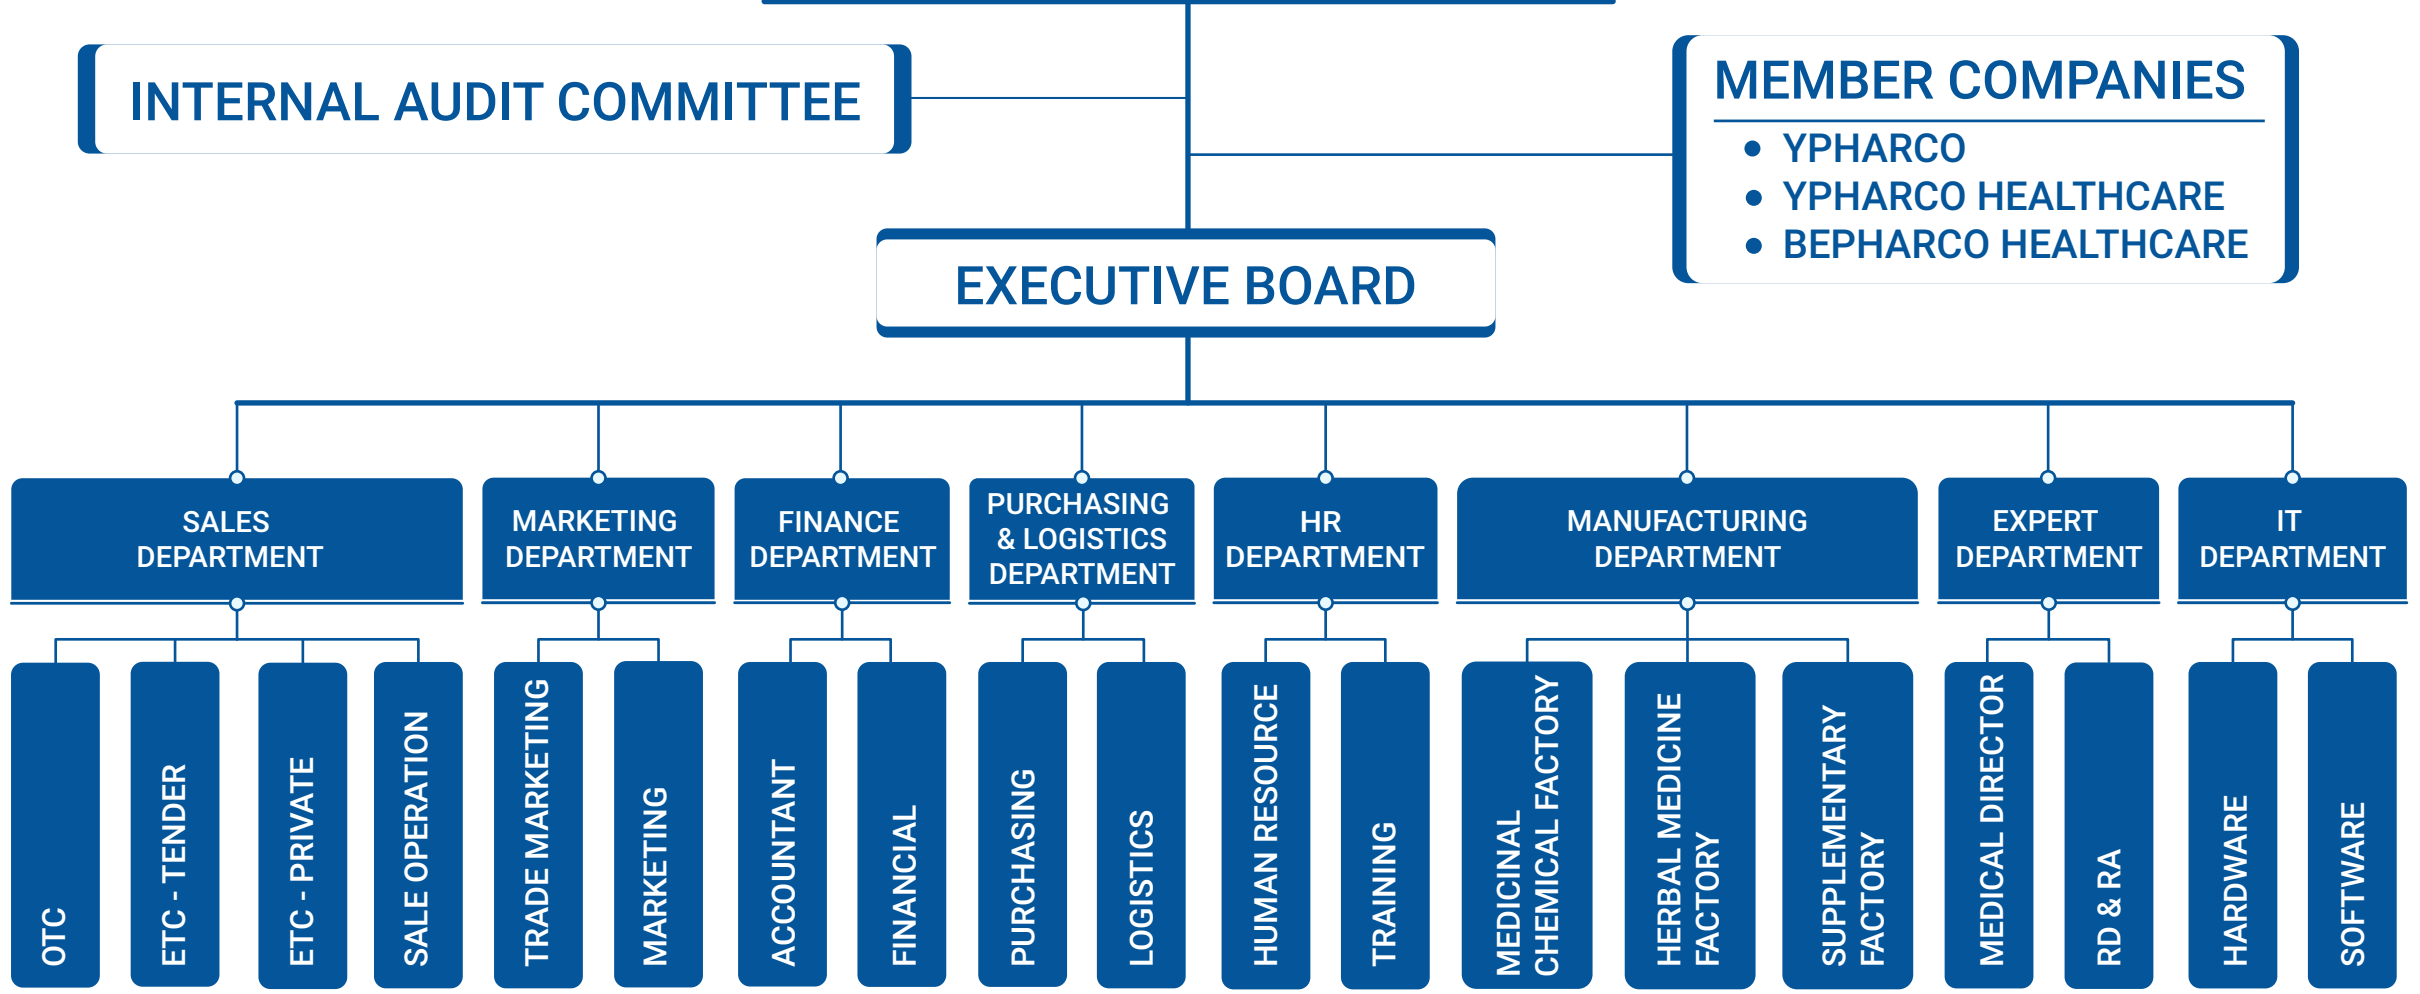 INTERNAL AUDIT COMMITTEE
MEMBER COMPANIES
• YPHARCO
• YPHARCO HEALTHCARE
• BEPHARCO HEALTHCARE
EXECUTIVE BOARD
SALES
DEPARTMENT
MARKETING
DEPARTMENT
FINANCE
DEPARTMENT
PURCHASING
& LOGISTICS
DEPARTMENT
HR
DEPARTMENT
MANUFACTURING
DEPARTMENT
EXPERT
DEPARTMENT
IT
DEPARTMENT
OTC
ETC - TENDER
ETC - PRIVATE
SALE OPERATION
TRADE MARKETING
MARKETING
ACCOUNTANT
FINANCIAL
PURCHASING
LOGISTICS
HUMAN RESOURCE
TRAINING
MEDICINAL
CHEMICAL FACTORY
HERBAL MEDICINE
FACTORY
SUPPLEMENTARY
FACTORY
MEDICAL DIRECTOR
RD & RA
HARDWARE
SOFTWARE